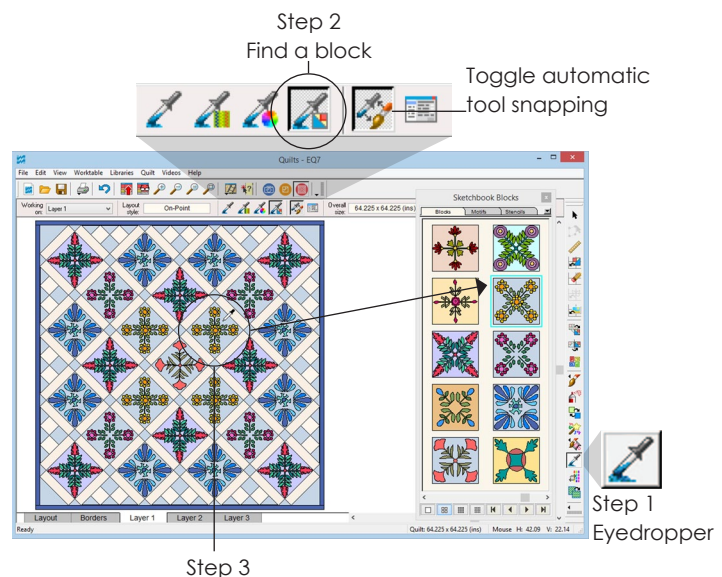 Step 2
Find a block
Toggle automatic
tool snapping
Quilts - EQ7
File Edit View Worktable Libraries Quilt Videos Help
Working on: Layer 1 Layout style: On-Point Overall size: 64.225 x 64.225 (ins)
Sketchbook Blocks
Blocks Motifs Stencils
Layout Borders Layer 1 Layer 2 Layer 3
Ready Quilt: 64.225 x 64.225 (ins) Mouse H: 42.09 V: 22.14
Step 1
Eyedropper
Step 3